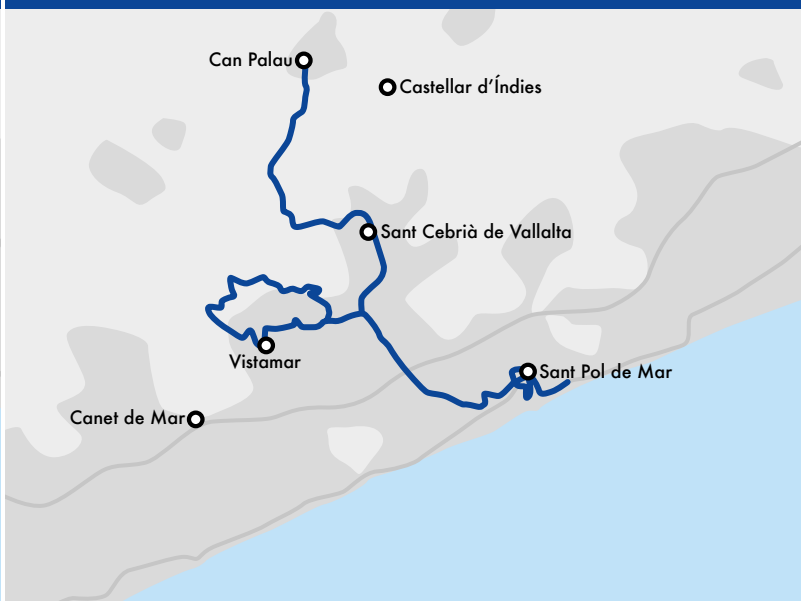 Can Palau
Castellar d’Índies
Sant Cebrià de Vallalta
Vistamar
Sant Pol de Mar
Canet de Mar